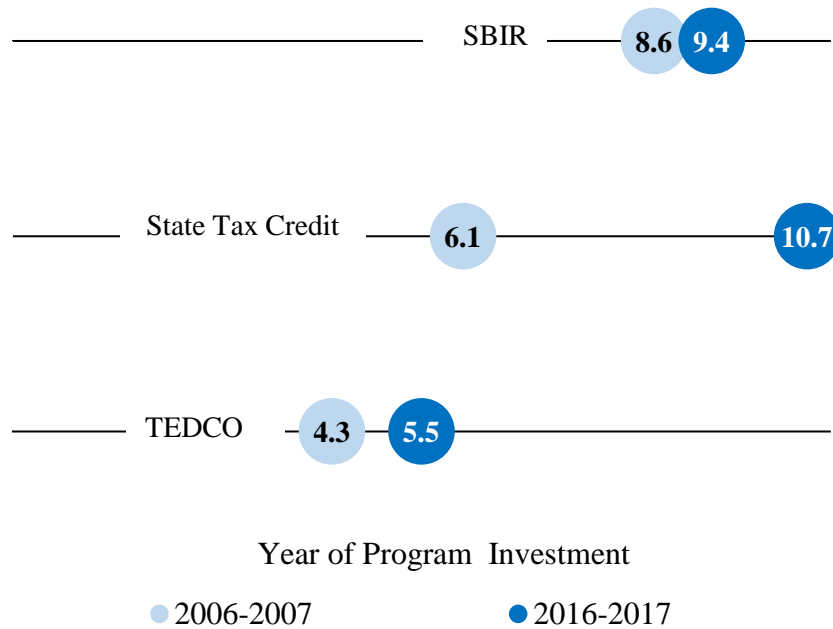 SBIR 8.6 9.4
State Tax Credit 6.1 10.7
TEDCO 4.3 5.5
Year of Program Investment
2006-2007 2016-2017